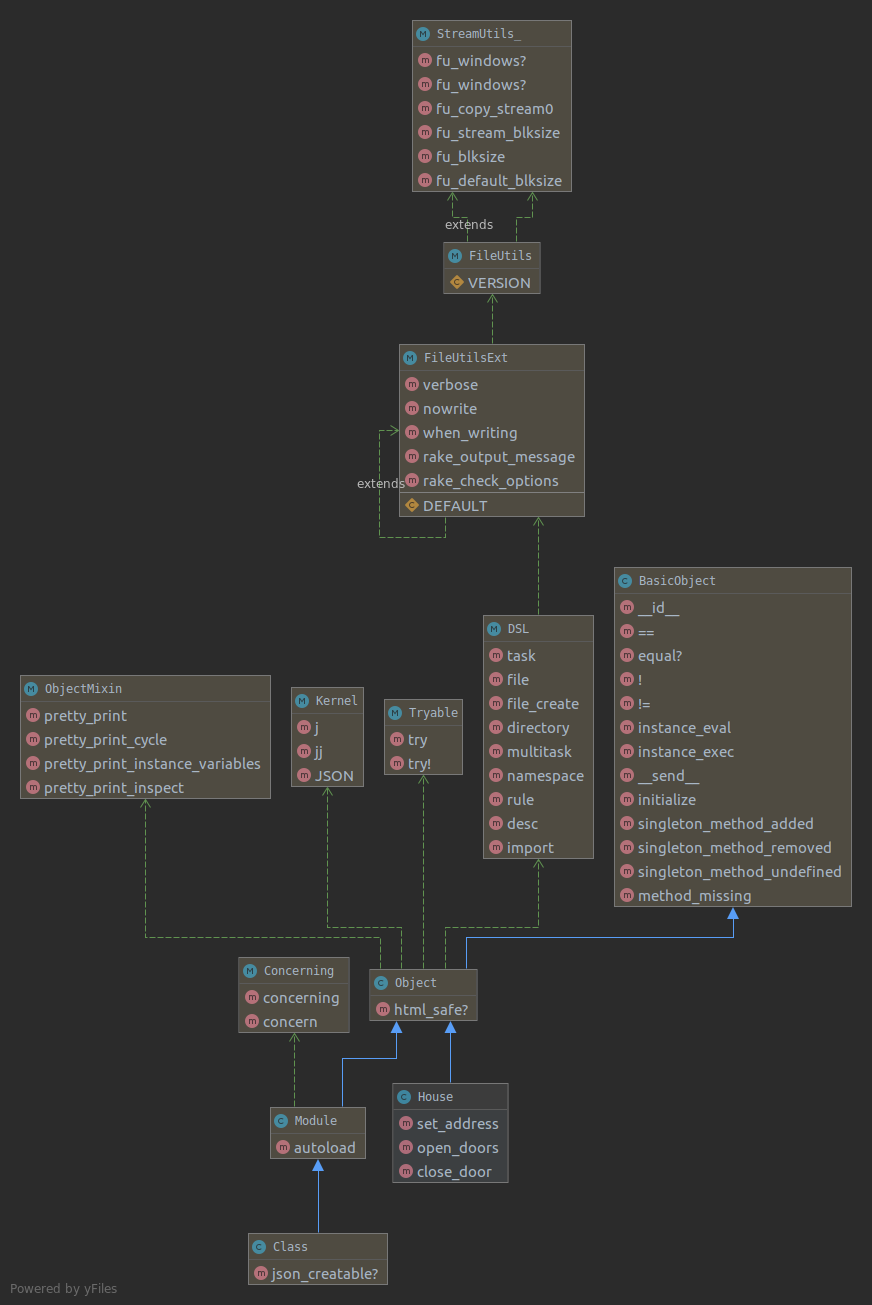 StreamUtils_
fu_windows?
fu_windows?
fu_copy_stream0
fu_stream_blksize
fu_blksize
fu_default_blksize
extends
FileUtils
VERSION
FileUtilsExt
verbose
nowrite
when_writing
rake_output_message
rake_check_options
extends
DEFAULT
BasicObject
__id__
==
equal?
!
!=
instance_eval
instance_exec
__send__
initialize
singleton_method_added
singleton_method_removed
singleton_method_undefined
method_missing
DSL
task
file
file_create
directory
multitask
namespace
rule
desc
import
ObjectMixin
pretty_print
pretty_print_cycle
pretty_print_instance_variables
pretty_print_inspect
Kernel
j
jj
JSON
Tryable
try
try!
Concerning
concerning
concern
Object
html_safe?
House
set_address
open_doors
close_door
Module
autoload
Class
json_creatable?
Powered by yFiles